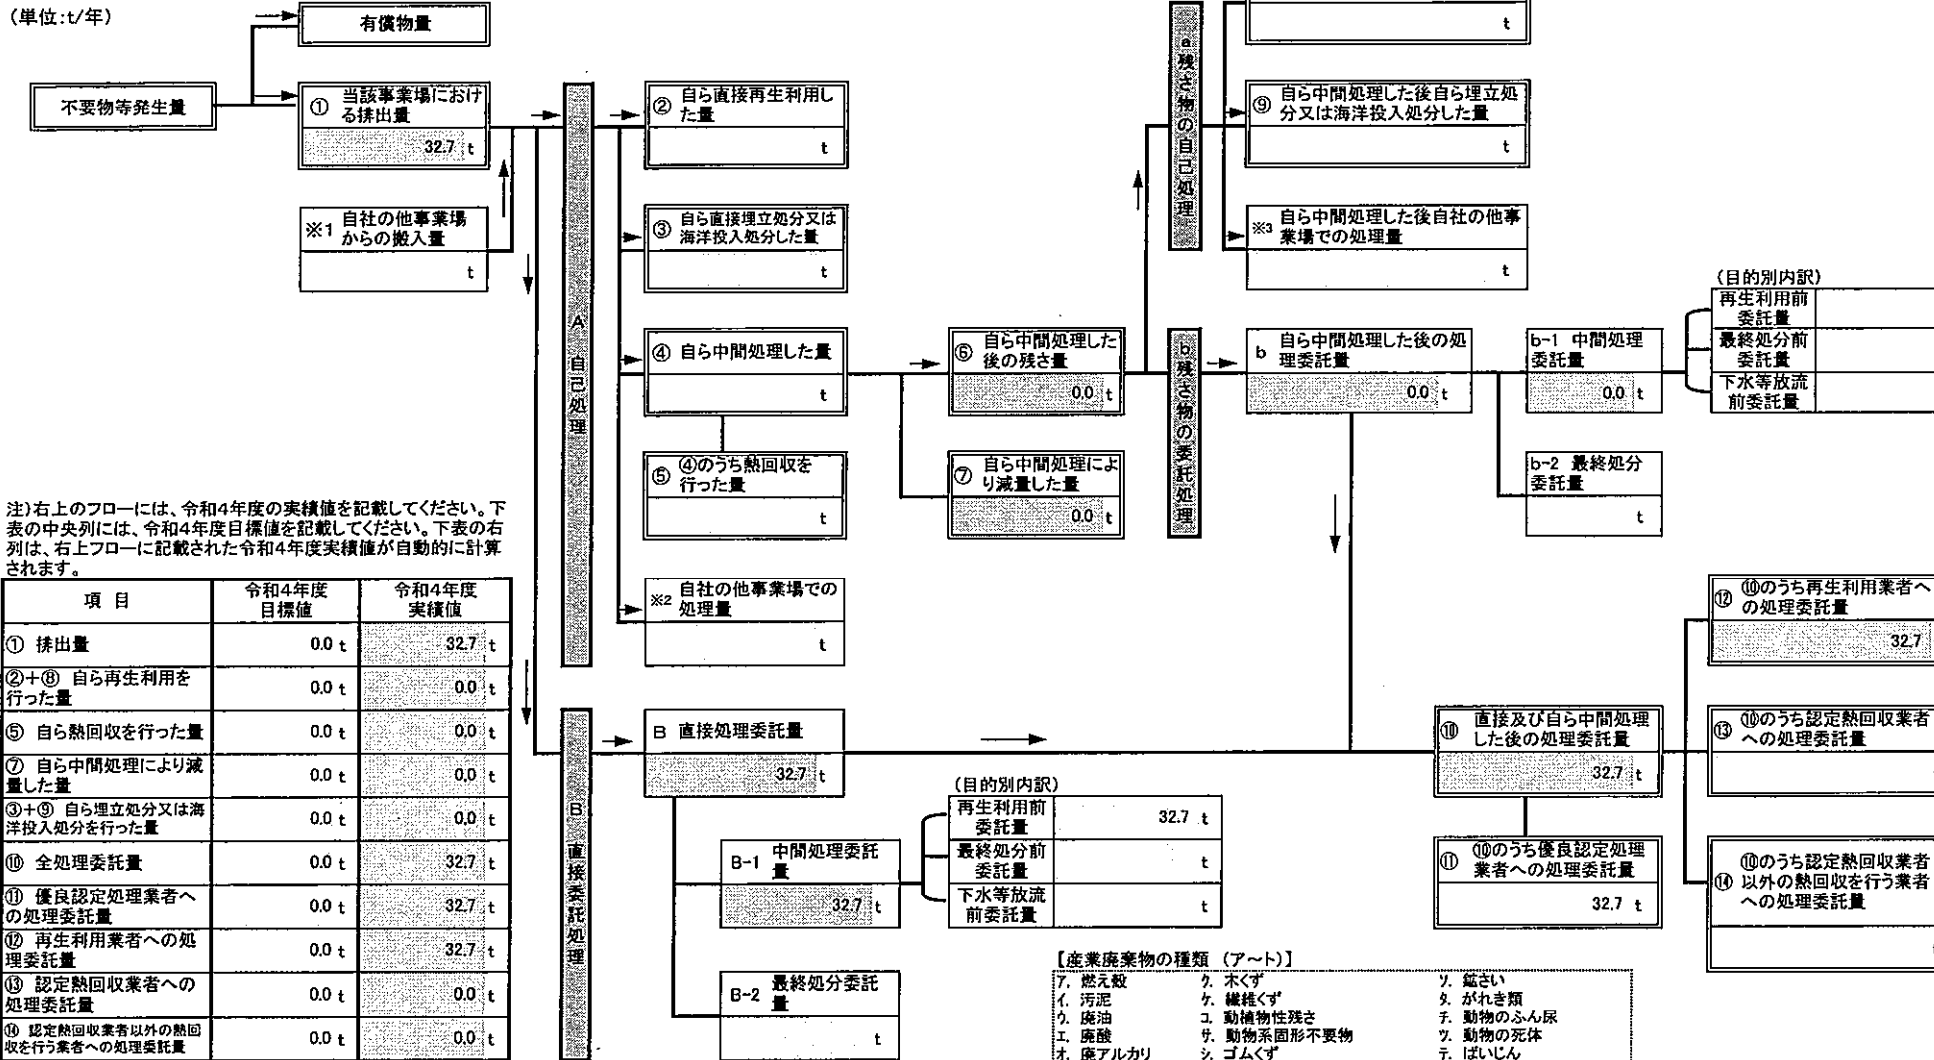 (単位:t/年)
有償物量
不要物等発生量
① 当該事業場におけ
る排出量
32.7 t
※1 自社の他事業場
からの搬入量
t
A 自己処理
② 自ら直接再生利用し
た量
t
③ 自ら直接埋立処分又は
海洋投入処分した量
t
④ 自ら中間処理した量
t
⑤ ④のうち熱回収を
行った量
t
※2 自社の他事業場での
処理量
t
⑥ 自ら中間処理した
後の残さ量
0.0 t
⑦ 自ら中間処理によ
り減量した量
0.0 t
a 残さ物の自己処理
t
⑨ 自ら中間処理した後自ら埋立処
分又は海洋投入処分した量
t
※3 自ら中間処理した後自社の他事
業場での処理量
t
b 残さ物の委託処理
b 自ら中間処理した後の処
理委託量
0.0 t
b-1 中間処理
委託量
0.0 t
(目的別内訳)
再生利用前
委託量
最終処分前
委託量
下水等放流
前委託量
b-2 最終処分
委託量
t
注)右上のフローには、令和4年度の実績値を記載してください。下
表の中央列には、令和4年度目標値を記載してください。下表の右
列は、右上フローに記載された令和4年度実績値が自動的に計算
されます。
項 目 令和4年度 目標値 令和4年度 実績値
① 排出量 0.0 t 32.7 t
②+⑧ 自ら再生利用を
行った量 0.0 t 0.0 t
⑤ 自ら熱回収を行った量 0.0 t 0.0 t
⑦ 自ら中間処理により減
量した量 0.0 t 0.0 t
③+⑨ 自ら埋立処分又は海
洋投入処分を行った量 0.0 t 0.0 t
⑩ 全処理委託量 0.0 t 32.7 t
⑪ 優良認定処理業者へ
の処理委託量 0.0 t 32.7 t
⑫ 再生利用業者への処
理委託量 0.0 t 32.7 t
⑬ 認定熱回収業者への
処理委託量 0.0 t 0.0 t
⑭ 認定熱回収業者以外の熱回
収を行う業者への処理委託量 0.0 t 0.0 t
B 直接委託処理
B 直接処理委託量
32.7 t
B-1 中間処理委託
量
32.7 t
(目的別内訳)
再生利用前
委託量 32.7 t
最終処分前
委託量 t
下水等放流
前委託量 t
B-2 最終処分委託
量
t
⑩ 直接及び自ら中間処理
した後の処理委託量
32.7 t
⑪ ⑩のうち優良認定処理
業者への処理委託量
32.7 t
⑫ ⑩のうち再生利用業者へ
の処理委託量
32.7
⑬ ⑩のうち認定熱回収業者
への処理委託量
⑭ ⑩のうち認定熱回収業者
以外の熱回収を行う業者
への処理委託量
【産業廃棄物の種類 (ア～ト)】
ア. 燃え殻 ク. 木くず ソ. 鉱さい
イ. 汚泥 ケ. 繊維くず タ. がれき類
ウ. 廃油 コ. 動植物性残さ チ. 動物のふん尿
エ. 廃酸 サ. 動物系固形不要物 ツ. 動物の死体
オ. 廃アルカリ シ. ゴムくず テ. ばいじん